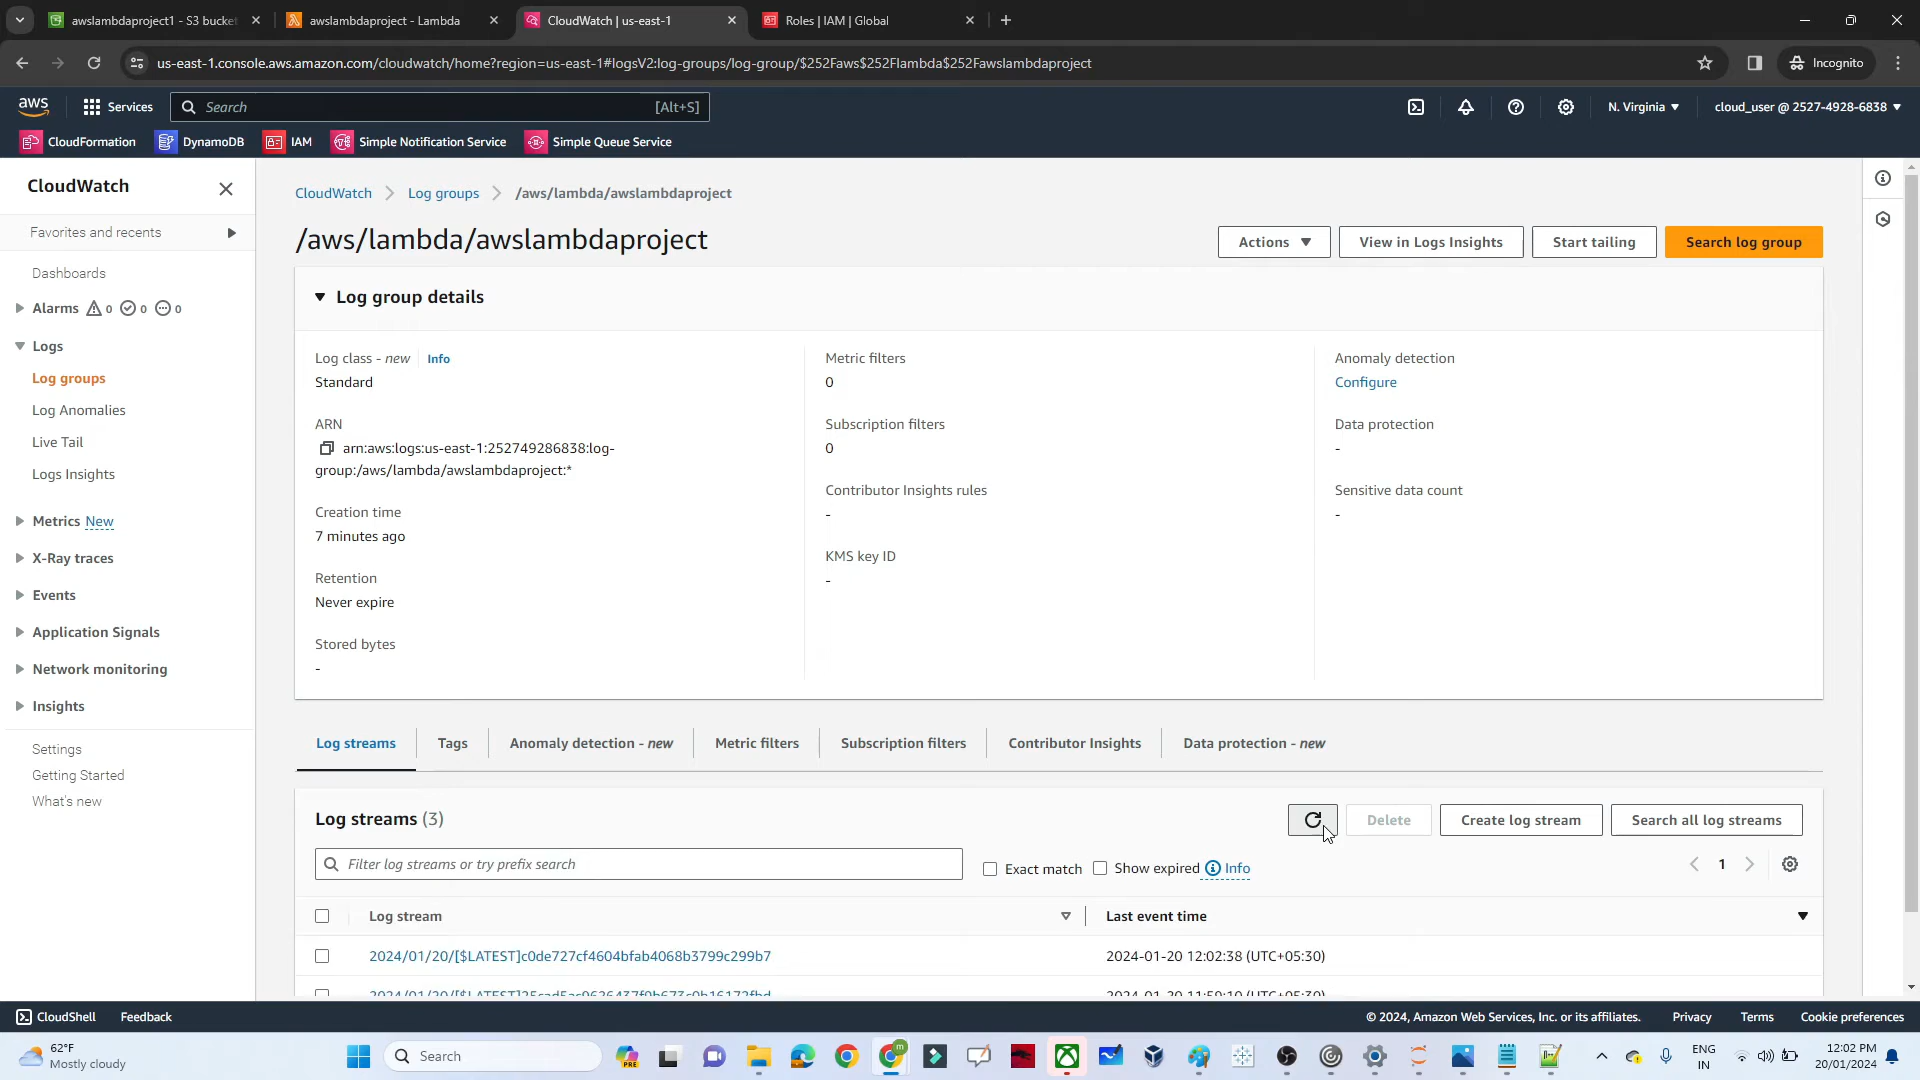 awslambdaproject1 - S3 bucket
awslambdaproject - Lambda
CloudWatch | us-east-1
Roles | IAM | Global
us-east-1.console.aws.amazon.com/cloudwatch/home?region=us-east-1#logsV2:log-groups/log-group/$252Faws$252Flambda$252Fawslambdaproject
Incognito
aws
Services
Search
[Alt+S]
N. Virginia
cloud_user @ 2527-4928-6838
CloudFormation
DynamoDB
IAM
Simple Notification Service
Simple Queue Service
CloudWatch
Favorites and recents
Dashboards
Alarms 0 0 0
Logs
Log groups
Log Anomalies
Live Tail
Logs Insights
Metrics New
X-Ray traces
Events
Application Signals
Network monitoring
Insights
Settings
Getting Started
What's new
CloudWatch
Log groups
/aws/lambda/awslambdaproject
/aws/lambda/awslambdaproject
Actions
View in Logs Insights
Start tailing
Search log group
Log group details
Log class - new Info
Standard
ARN
arn:aws:logs:us-east-1:252749286838:log-
group:/aws/lambda/awslambdaproject:*
Creation time
7 minutes ago
Retention
Never expire
Stored bytes
-
Metric filters
0
Subscription filters
0
Contributor Insights rules
-
KMS key ID
-
Anomaly detection
Configure
Data protection
-
Sensitive data count
-
Log streams
Tags
Anomaly detection - new
Metric filters
Subscription filters
Contributor Insights
Data protection - new
Log streams (3)
Delete
Create log stream
Search all log streams
Filter log streams or try prefix search
Exact match
Show expired
Info
1
Log stream
Last event time
2024/01/20/[$LATEST]c0de727cf4604bfab4068b3799c299b7
2024-01-20 12:02:38 (UTC+05:30)
2024-01-20 11:59:10 (UTC+05:30)
CloudShell
Feedback
© 2024, Amazon Web Services, Inc. or its affiliates.
Privacy
Terms
Cookie preferences
62°F
Mostly cloudy
Search
PRE
m
ENG
IN
12:02 PM
20/01/2024